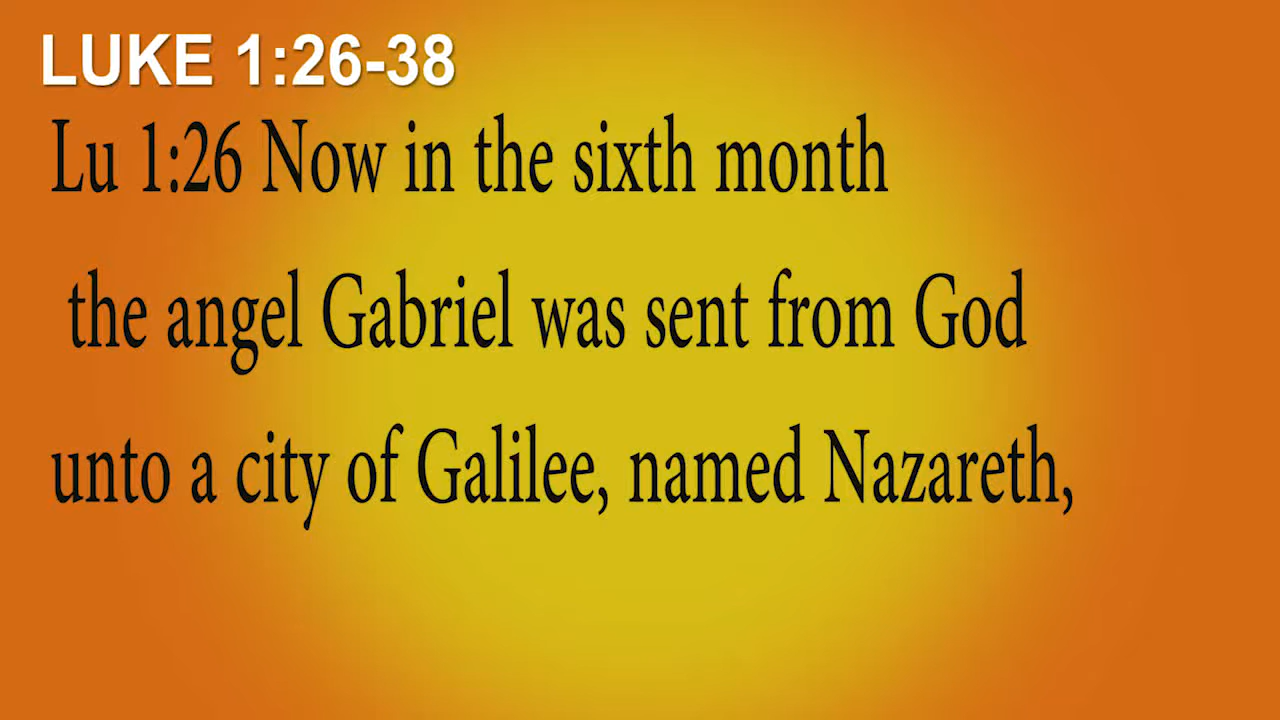 LUKE 1:26-38
Lu 1:26 Now in the sixth month
the angel Gabriel was sent from God
unto a city of Galilee, named Nazareth,